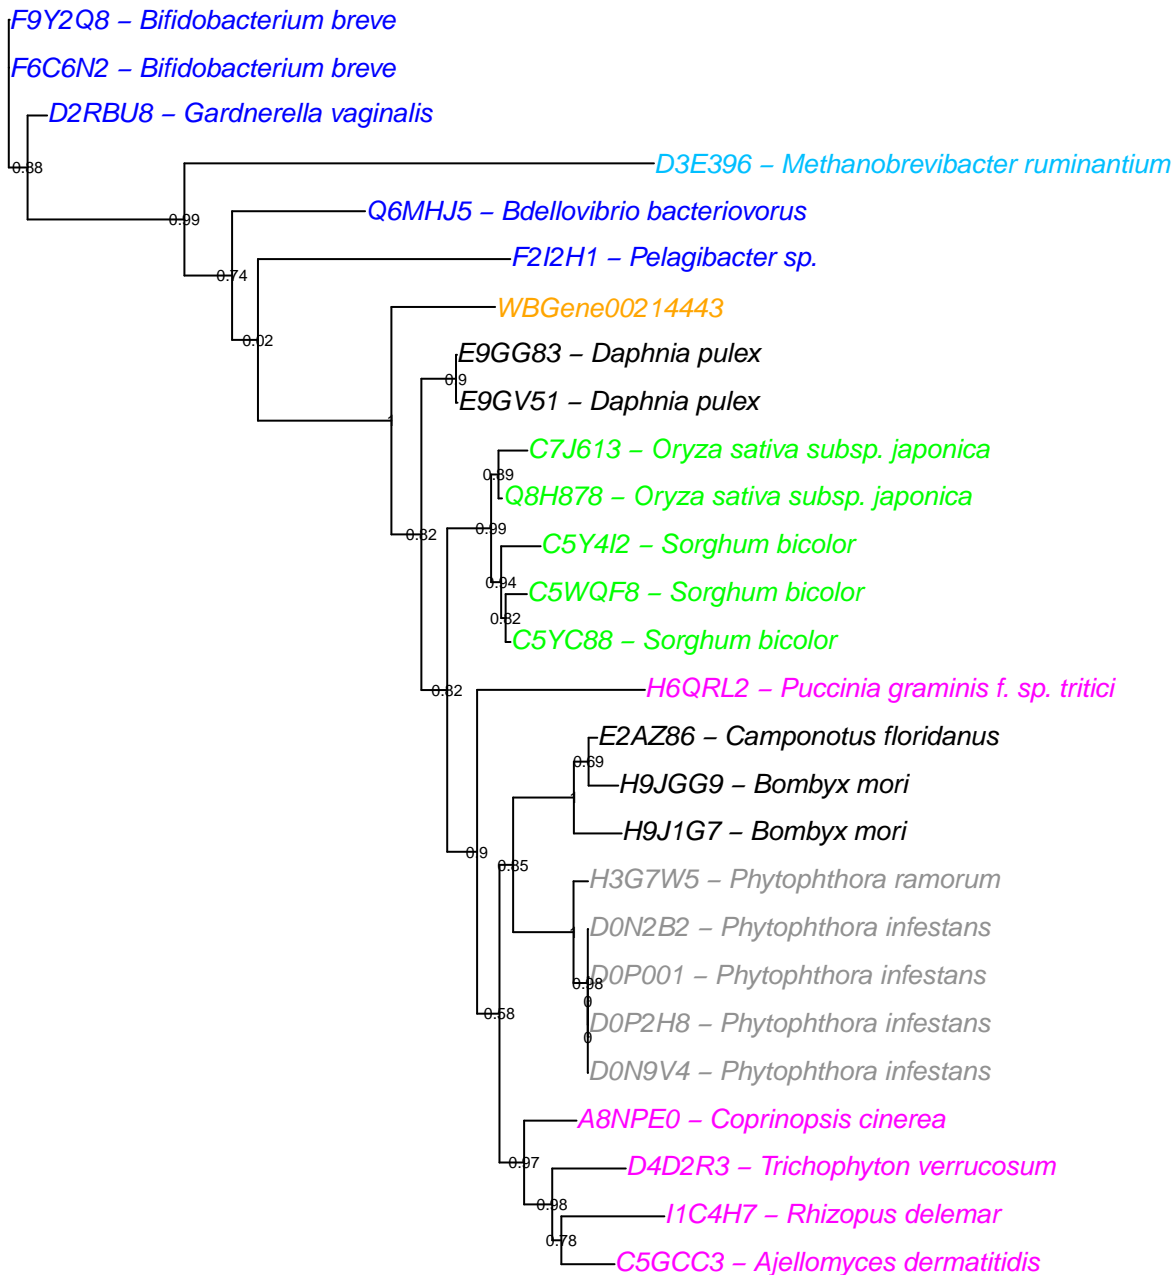 F9Y2Q8 – Bifidobacterium breve
F6C6N2 – Bifidobacterium breve
D2RBU8 – Gardnerella vaginalis
0.88
D3E396 – Methanobrevibacter ruminantium
Q6MHJ5 – Bdellovibrio bacteriovorus
0.99
F2I2H1 – Pelagibacter sp.
0.74
WBGene00214443
0.02
E9GG83 – Daphnia pulex
0.9
E9GV51 – Daphnia pulex
1
C7J613 – Oryza sativa subsp. japonica
0.89
Q8H878 – Oryza sativa subsp. japonica
0.99
0.82
C5Y4I2 – Sorghum bicolor
0.94
C5WQF8 – Sorghum bicolor
0.82
C5YC88 – Sorghum bicolor
0.82
H6QRL2 – Puccinia graminis f. sp. tritici
E2AZ86 – Camponotus floridanus
0.69
H9JGG9 – Bombyx mori
1
H9J1G7 – Bombyx mori
0.9
0.85
H3G7W5 – Phytophthora ramorum
D0N2B2 – Phytophthora infestans
1
D0P001 – Phytophthora infestans
0.98
0
0.58
D0P2H8 – Phytophthora infestans
0
D0N9V4 – Phytophthora infestans
A8NPE0 – Coprinopsis cinerea
0.97
D4D2R3 – Trichophyton verrucosum
0.98
I1C4H7 – Rhizopus delemar
0.78
C5GCC3 – Ajellomyces dermatitidis